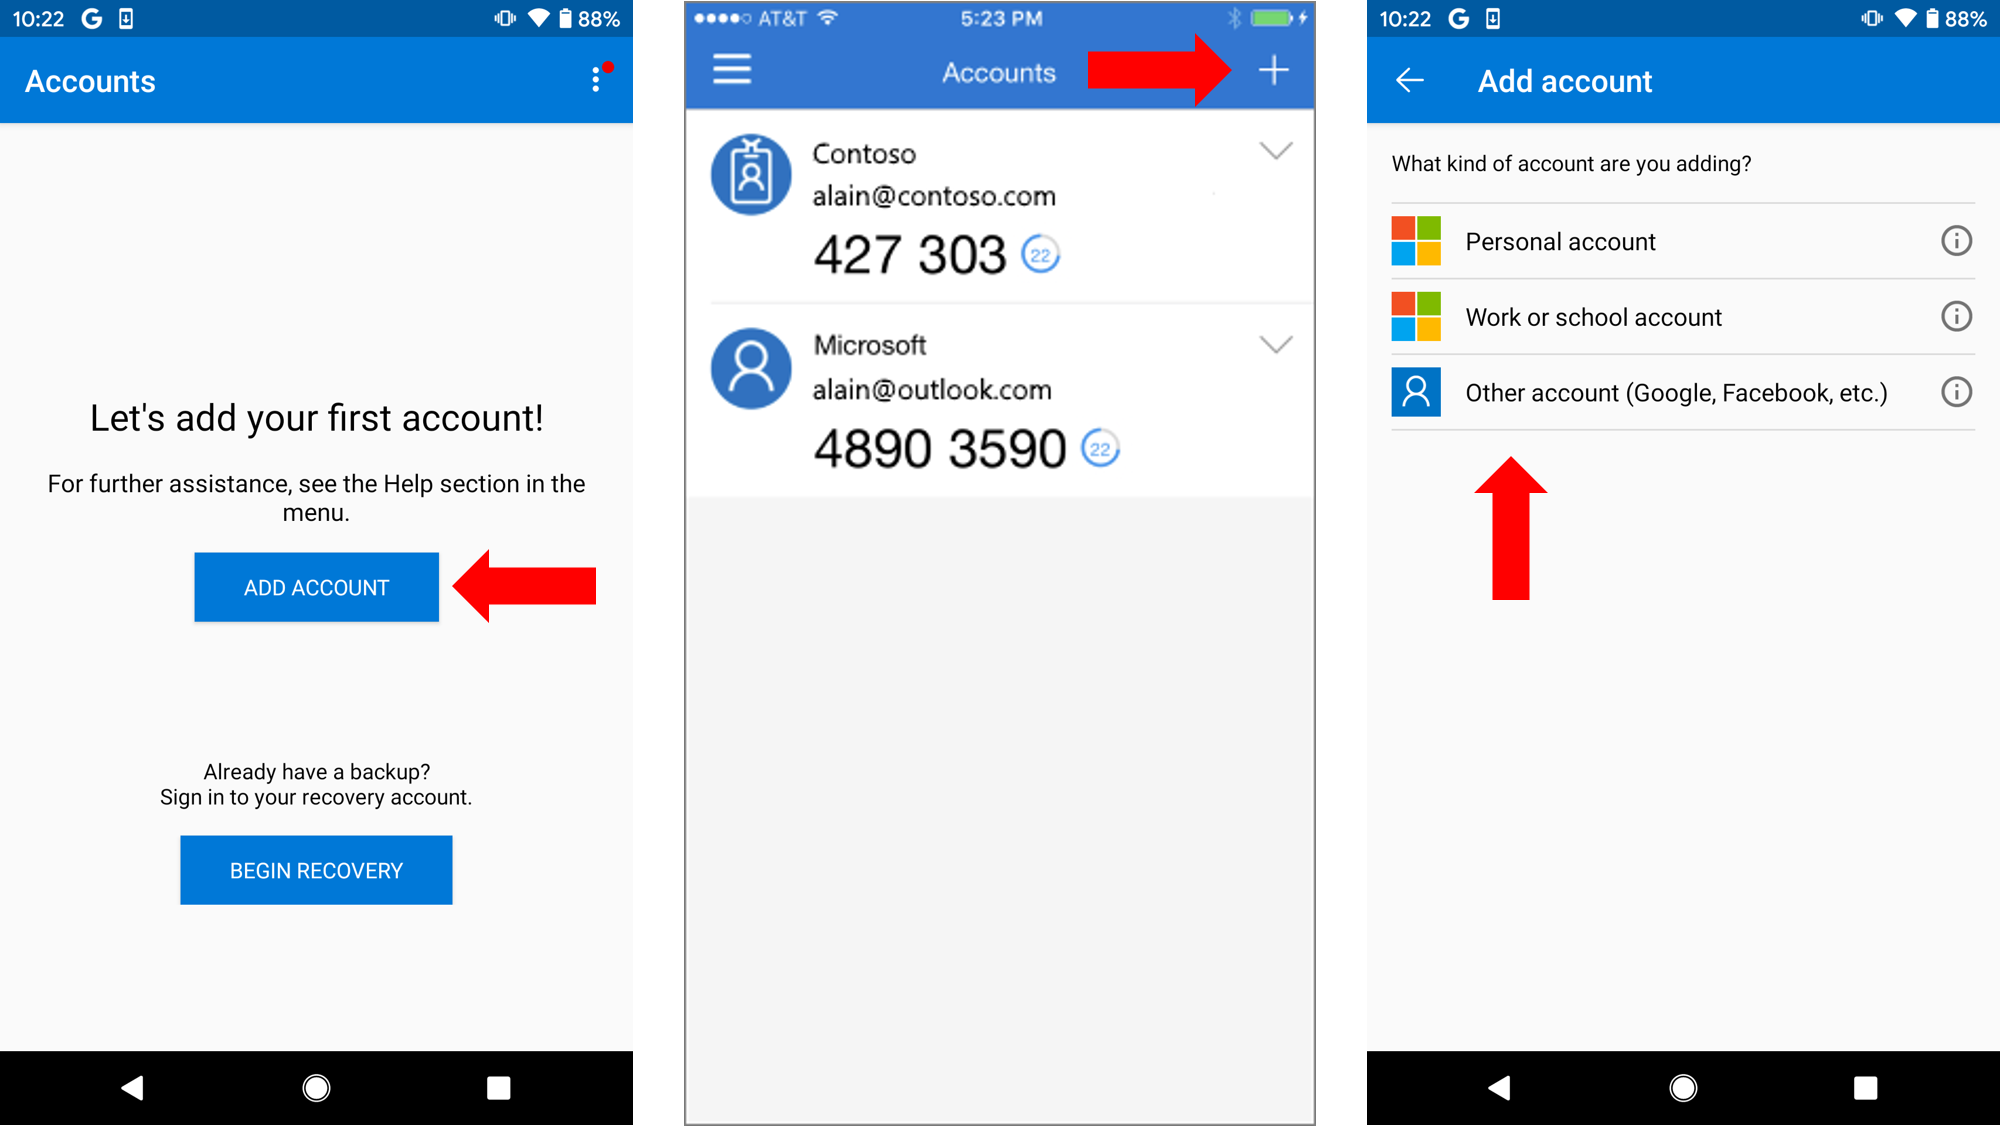 10:22
88%
Accounts
Let's add your first account!
For further assistance, see the Help section in the
menu.
ADD ACCOUNT
Already have a backup?
Sign in to your recovery account.
BEGIN RECOVERY
AT&T
5:23 PM
Accounts
Contoso
alain@contoso.com
427 303
22
Microsoft
alain@outlook.com
4890 3590
22
10:22
88%
Add account
What kind of account are you adding?
Personal account
Work or school account
Other account (Google, Facebook, etc.)